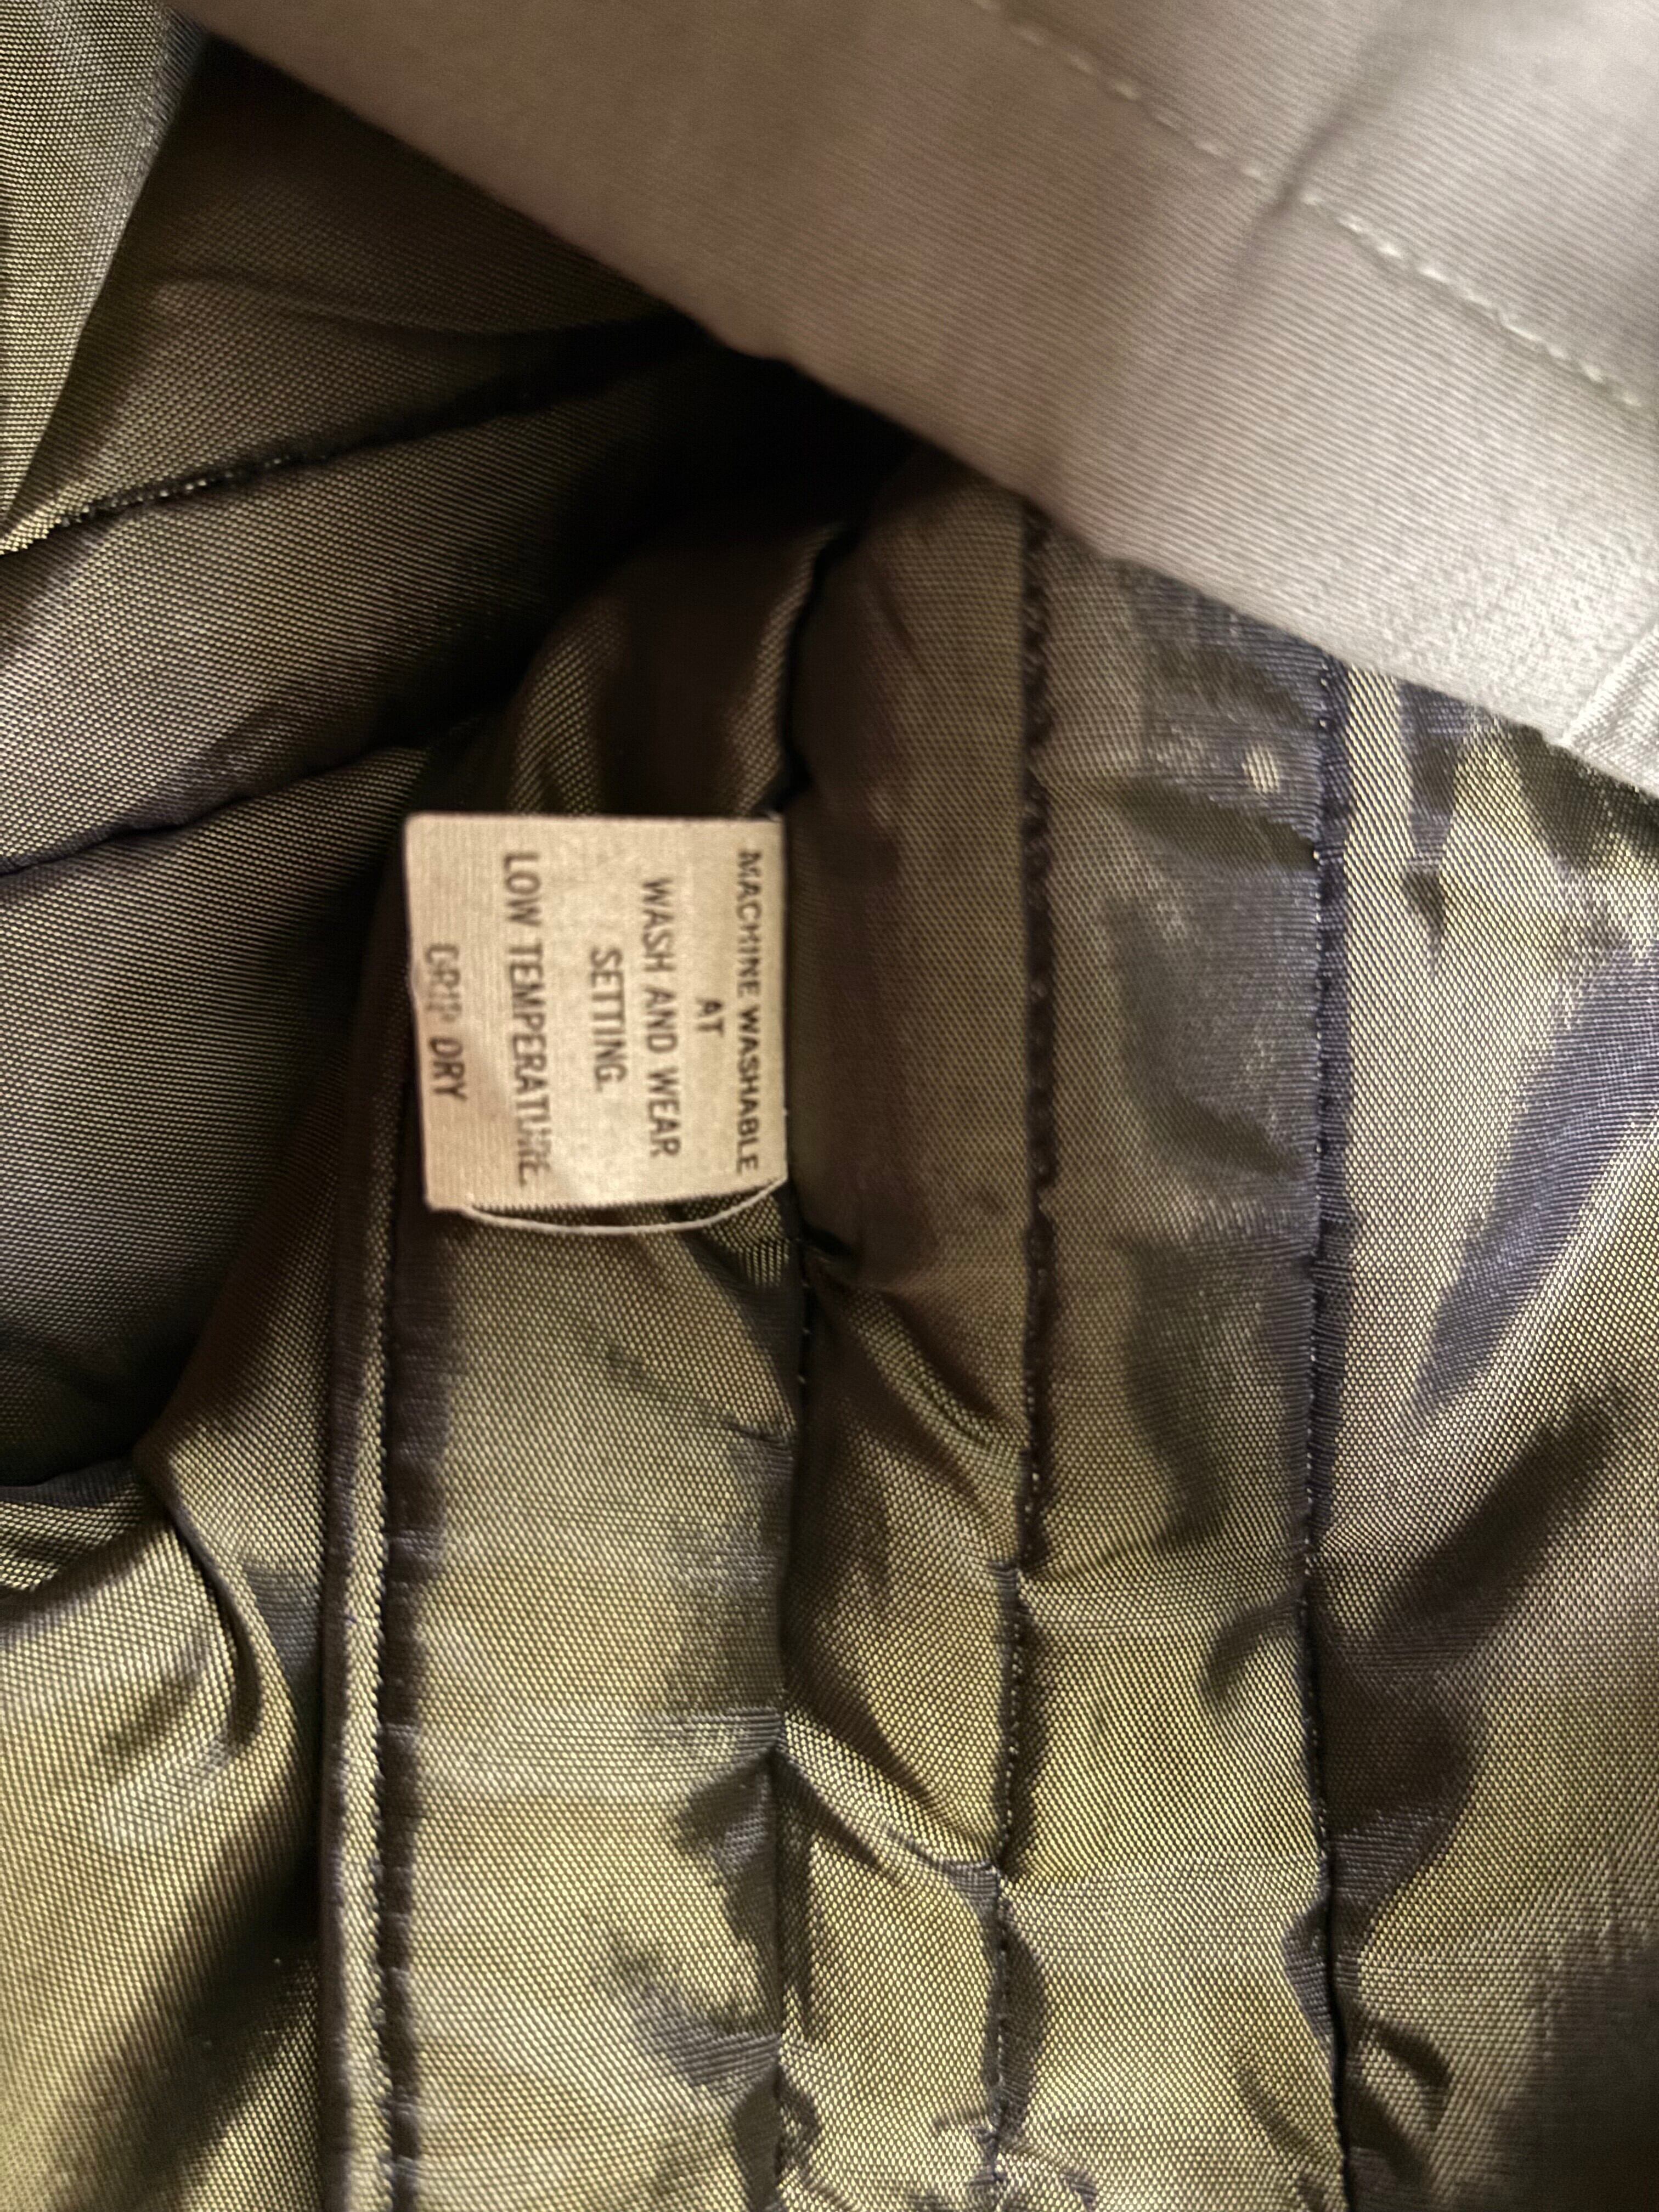 MACHINE WASHABLE
AT
WASH AND WEAR
SETTING.
LOW TEMPERATURE.
DRIP DRY